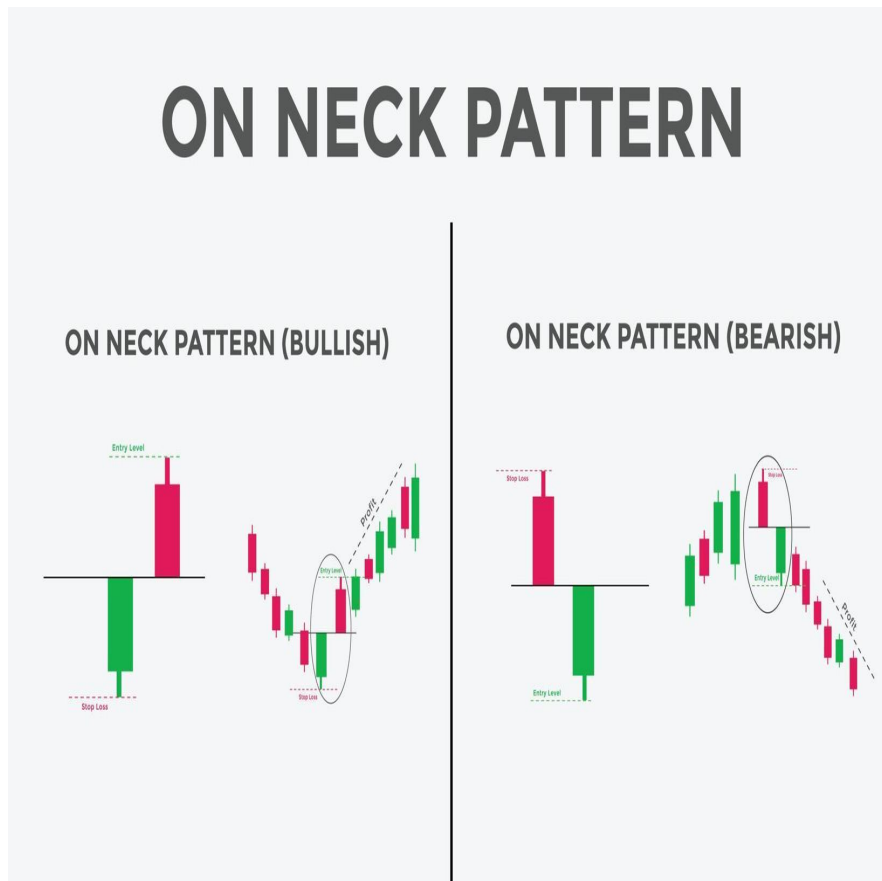 ON NECK PATTERN
ON NECK PATTERN (BULLISH)
Entry Level
Stop Loss
Entry Level
Stop Loss
Profit
ON NECK PATTERN (BEARISH)
Stop Loss
Entry Level
Stop Loss
Entry Level
Profit